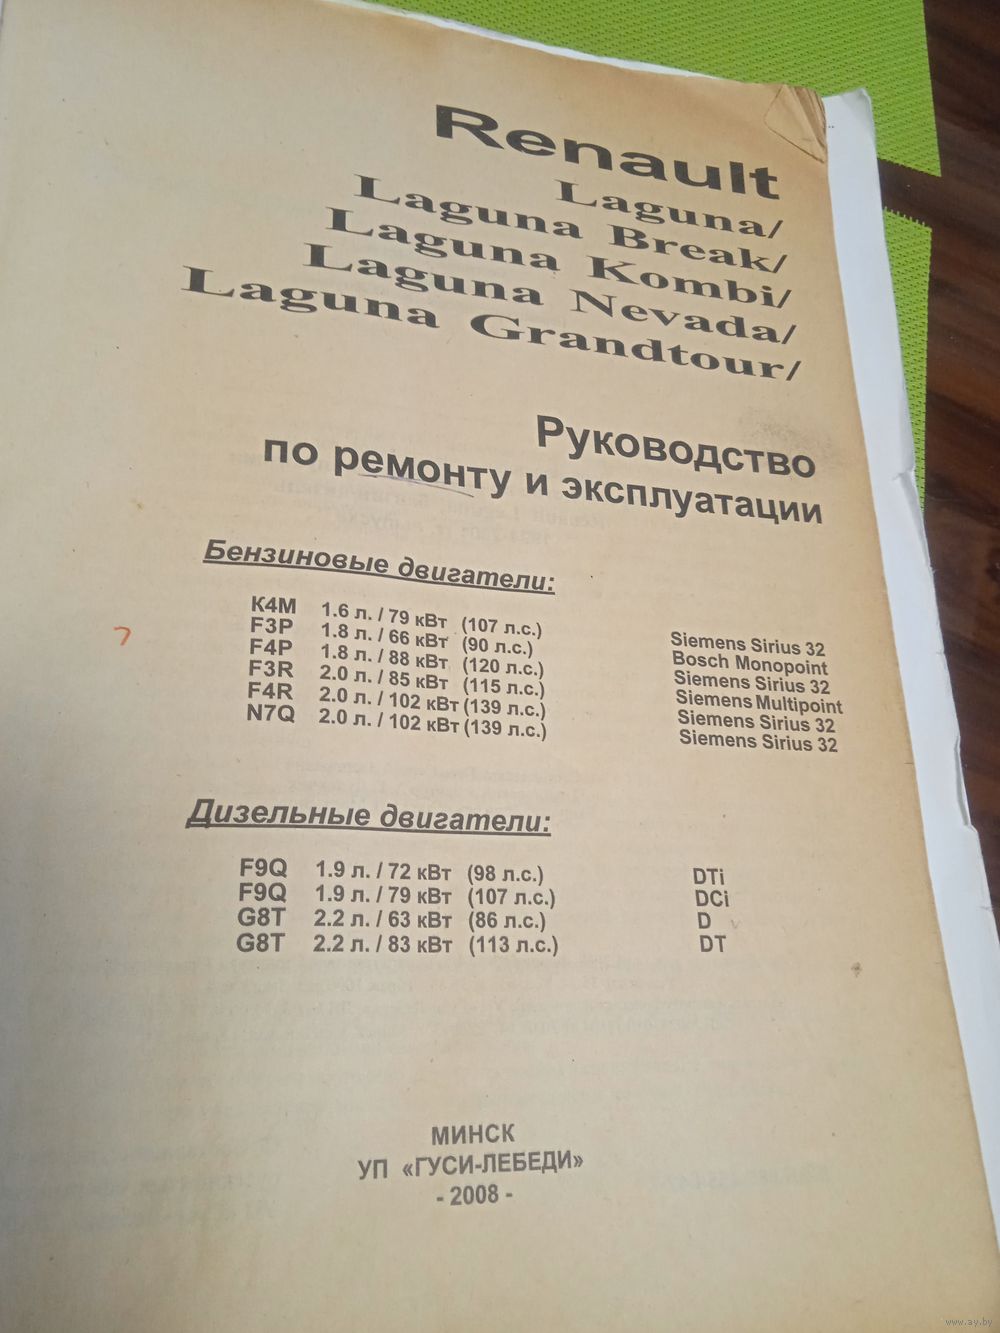 Renault
Laguna/
Laguna Break/
Laguna Kombi/
Laguna Nevada/
Laguna Grandtour/
Руководство
по ремонту и эксплуатации
Бензиновые двигатели:
K4M 1.6 л. / 79 кВт (107 л.с.) Siemens Sirius 32
F3P 1.8 л. / 66 кВт (90 л.с.) Bosch Monopoint
F4P 1.8 л. / 88 кВт (120 л.с.) Siemens Sirius 32
F3R 2.0 л. / 85 кВт (115 л.с.) Siemens Multipoint
F4R 2.0 л. / 102 кВт (139 л.с.) Siemens Sirius 32
N7Q 2.0 л. / 102 кВт (139 л.с.) Siemens Sirius 32
Дизельные двигатели:
F9Q 1.9 л. / 72 кВт (98 л.с.) DTi
F9Q 1.9 л. / 79 кВт (107 л.с.) DCi
G8T 2.2 л. / 63 кВт (86 л.с.) D
G8T 2.2 л. / 83 кВт (113 л.с.) DT
МИНСК
УП «ГУСИ-ЛЕБЕДИ»
- 2008 -
www.ay.by